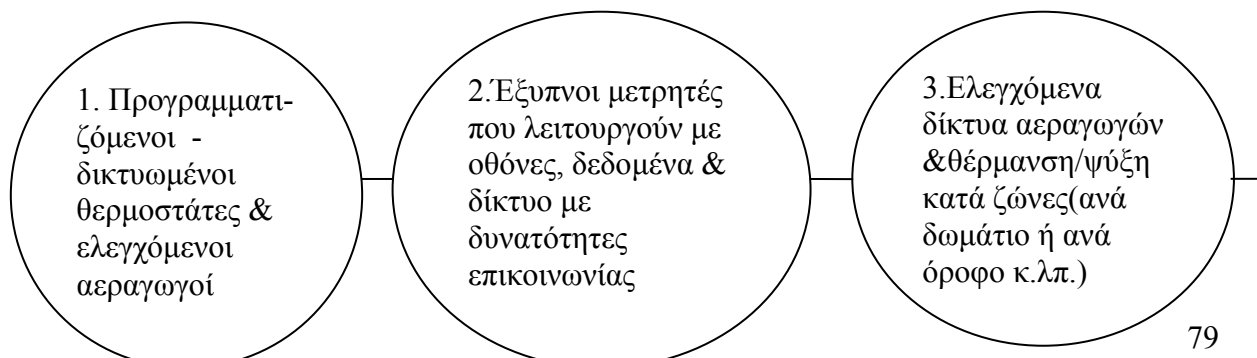 1. Προγραμματι-
ζόμενοι -
δικτυωμένοι
θερμοστάτες &
ελεγχόμενοι
αεραγωγοί
2.Έξυπνοι μετρητές
που λειτουργούν με
οθόνες, δεδομένα &
δίκτυο με
δυνατότητες
επικοινωνίας
3.Ελεγχόμενα
δίκτυα αεραγωγών
&θέρμανση/ψύξη
κατά ζώνες(ανά
δωμάτιο ή ανά
όροφο κ.λπ.)
79